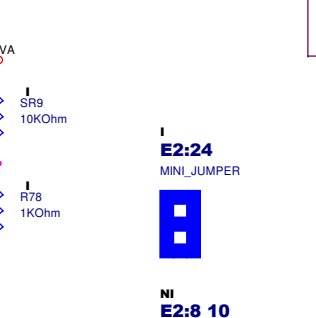 VA
I
SR9
10KOhm
I
E2:24
MINI_JUMPER
I
R78
1KOhm
NI
E2:8 10